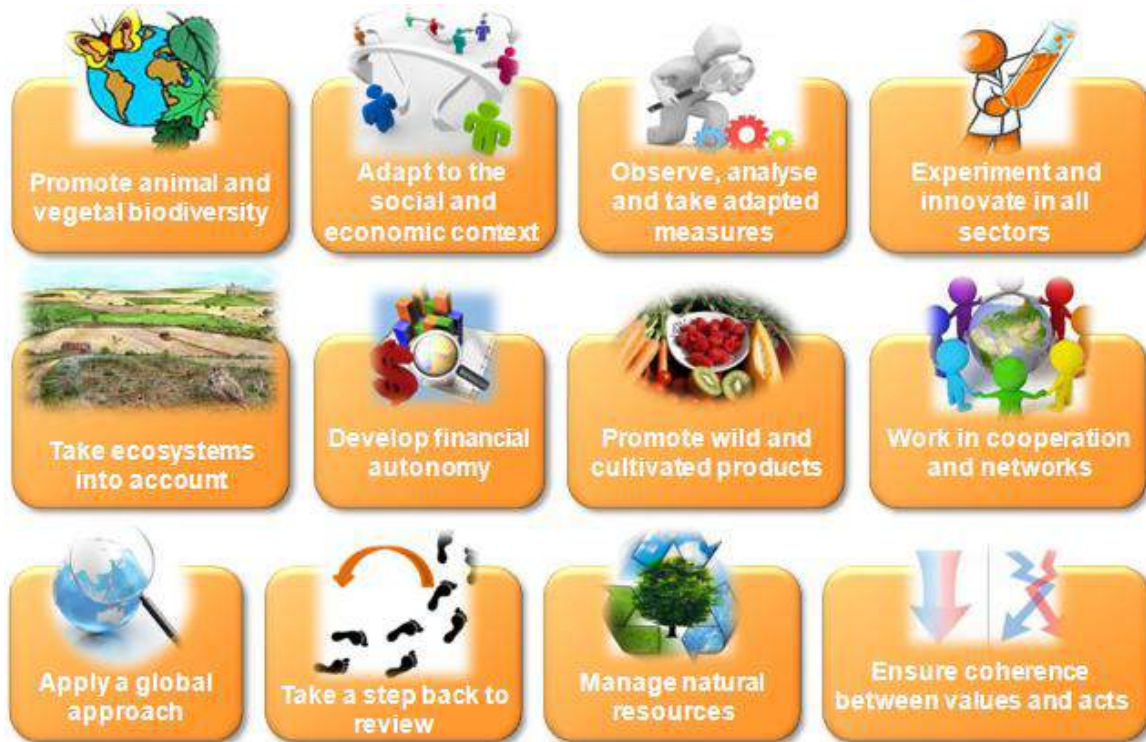 Promote animal and
vegetal biodiversity
Adapt to the
social and
economic context
Observe, analyse
and take adapted
measures
Experiment and
innovate in all
sectors
Take ecosystems
into account
Develop financial
autonomy
Promote wild and
cultivated products
Work in cooperation
and networks
Apply a global
approach
Take a step back to
review
Manage natural
resources
Ensure coherence
between values and acts